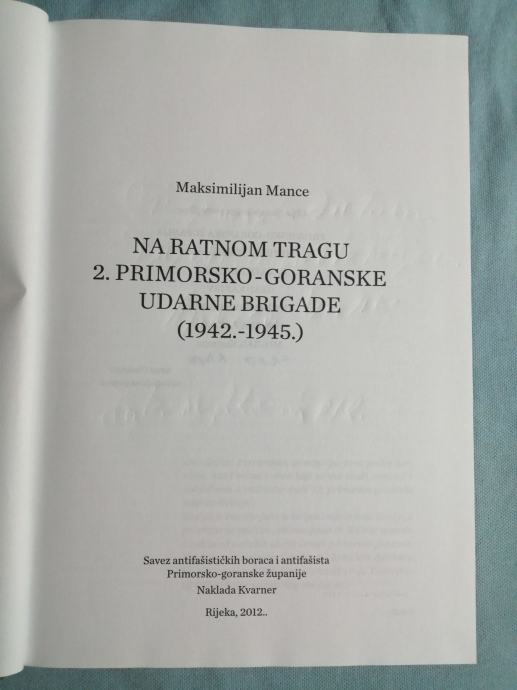 Maksimilijan Mance
NA RATNOM TRAGU
2. PRIMORSKO-GORANSKE
UDARNE BRIGADE
(1942.-1945.)
Savez antifašističkih boraca i antifašista
Primorsko-goranske županije
Naklada Kvarner
Rijeka, 2012..